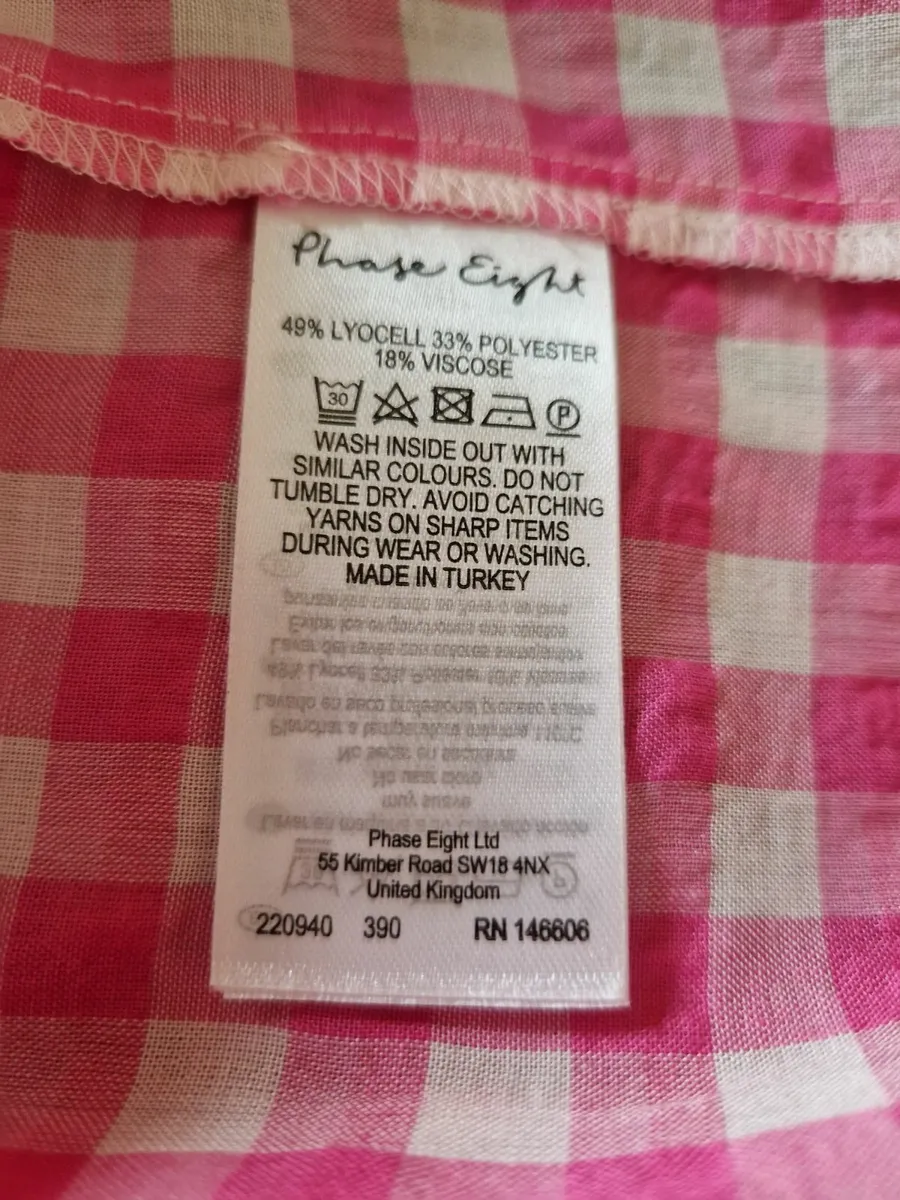 Phase Eight
49% LYOCELL 33% POLYESTER
18% VISCOSE
30 P
WASH INSIDE OUT WITH
SIMILAR COLOURS. DO NOT
TUMBLE DRY. AVOID CATCHING
YARNS ON SHARP ITEMS
DURING WEAR OR WASHING.
MADE IN TURKEY
Phase Eight Ltd
55 Kimber Road SW18 4NX
United Kingdom
220940 390 RN 146606